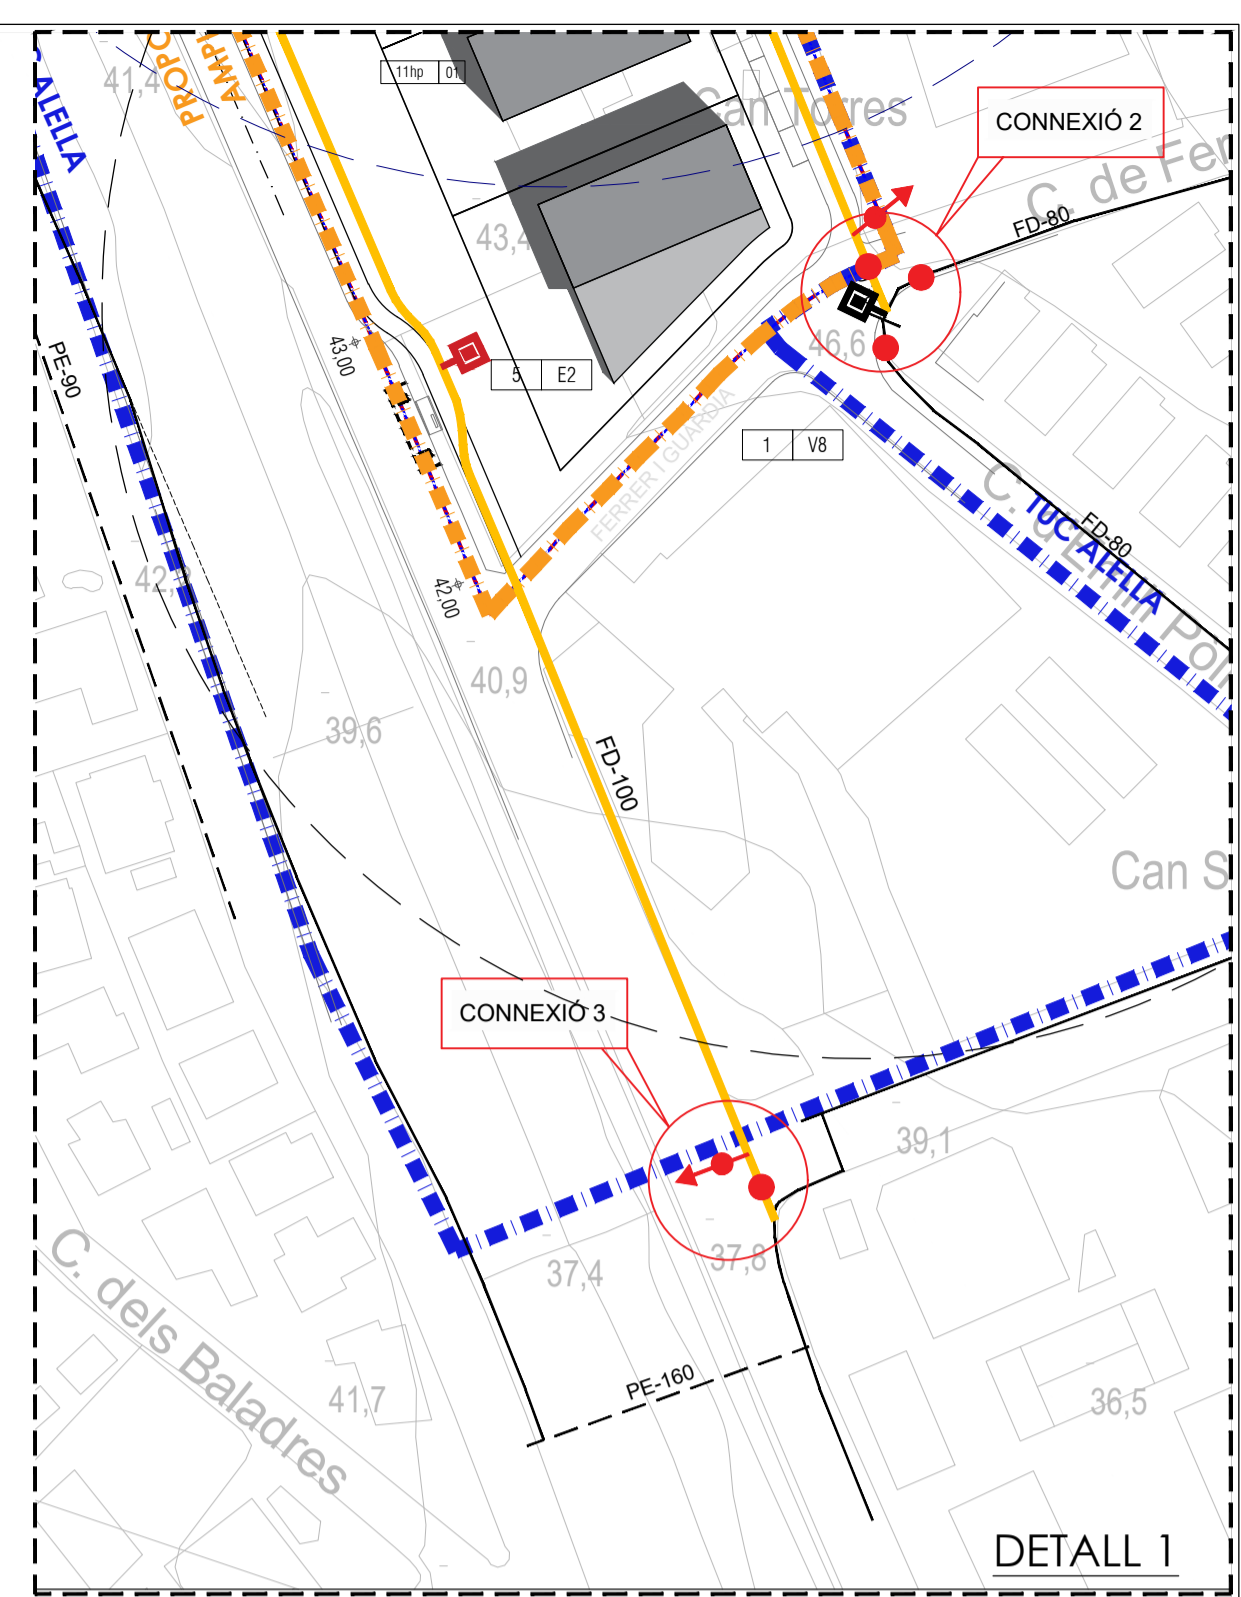 41,4
PROPO
AMPL
ALELLA
11hp 01
Can Torres
CONNEXIÓ 2
C. de Fer
FD-80
43,4
43,00
PE-90
5 E2
46,6
FERRER I GUARDIA
1 V8
C. d'Emili Poll
TUC ALELLA
FD-80
42,00
40,9
39,6
FD-100
Can S
CONNEXIÓ 3
39,1
37,8
37,4
C. dels Baladres
PE-160
41,7
36,5
DETALL 1